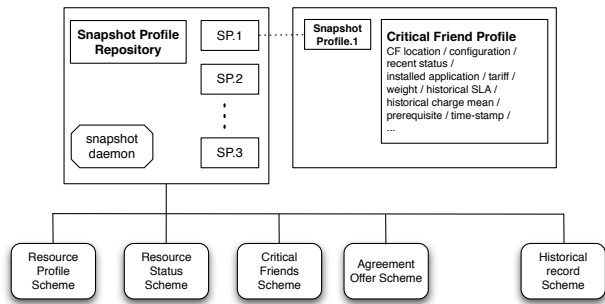 Snapshot Profile
Repository
SP.1
SP.2
SP.3
snapshot
daemon
Snapshot
Profile.1
Critical Friend Profile
CF location / configuration /
recent status /
installed application / tariff /
weight / historical SLA /
historical charge mean /
prerequisite / time-stamp /
...
Resource
Profile
Scheme
Resource
Status
Scheme
Critical
Friends
Scheme
Agreement
Offer Scheme
Historical
record
Scheme